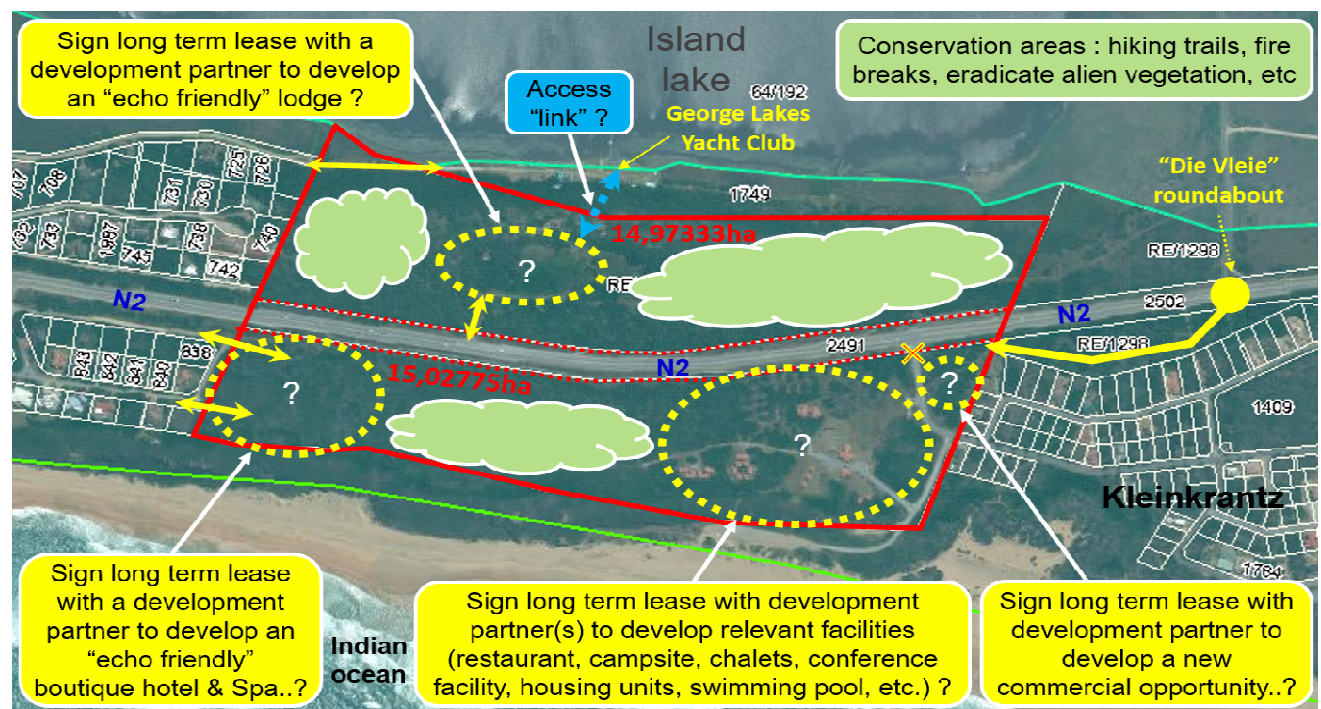 Sign long term lease with a
development partner to develop
an “echo friendly” lodge ?
Island
lake
Access
“link” ?
64/192
George Lakes
Yacht Club
Conservation areas : hiking trails, fire
breaks, eradicate alien vegetation, etc
“Die Vleie”
roundabout
707
708
725
726
731
730
1749
732
733
1987
745
738
740
742
14,97333ha
?
RE/
RE/1298
N2
N2
2502
N2
2491
RE/1298
843
842
841
840
838
15,02775ha
?
?
?
1409
Kleinkrantz
1784
Sign long term lease
with a development
partner to develop an
“echo friendly”
boutique hotel & Spa..?
Indian
ocean
Sign long term lease with development
partner(s) to develop relevant facilities
(restaurant, campsite, chalets, conference
facility, housing units, swimming pool, etc.) ?
Sign long term lease with
development partner to
develop a new
commercial opportunity..?